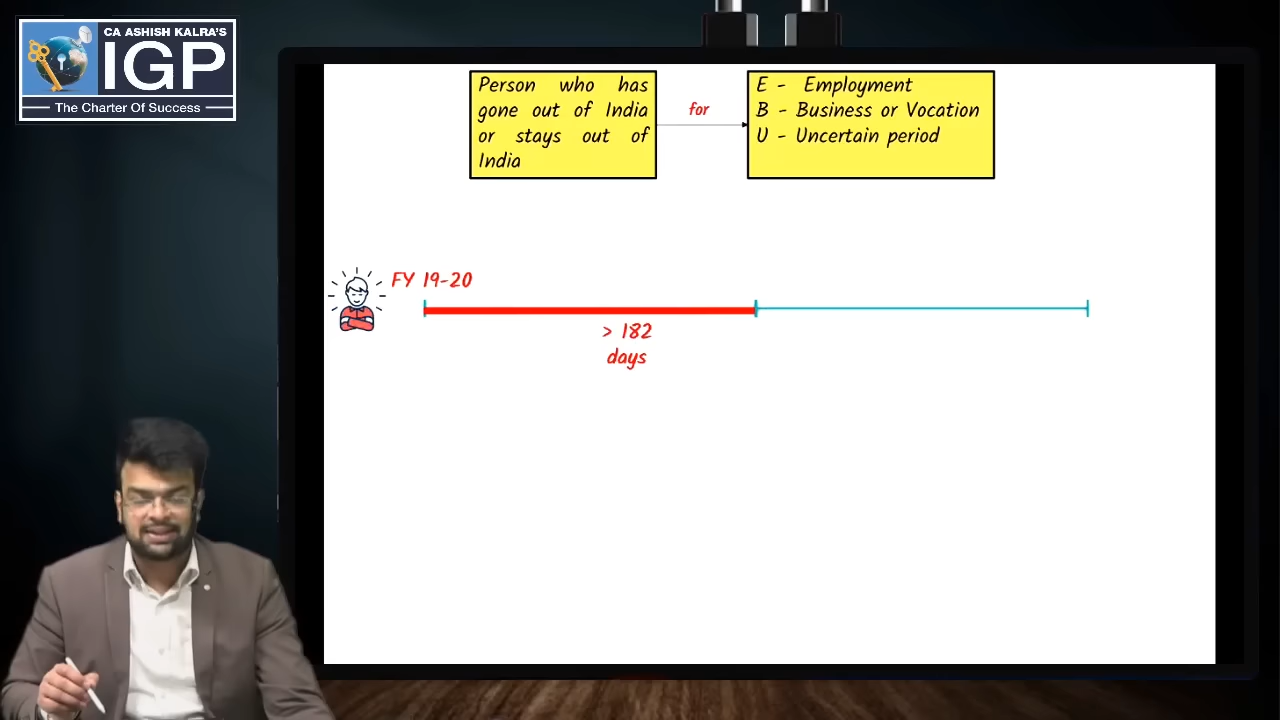 CA ASHISH KALRA'S
IGP
The Charter Of Success
Person who has
gone out of India
or stays out of
India
for
E - Employment
B - Business or Vocation
U - Uncertain period
FY 19-20
> 182
days